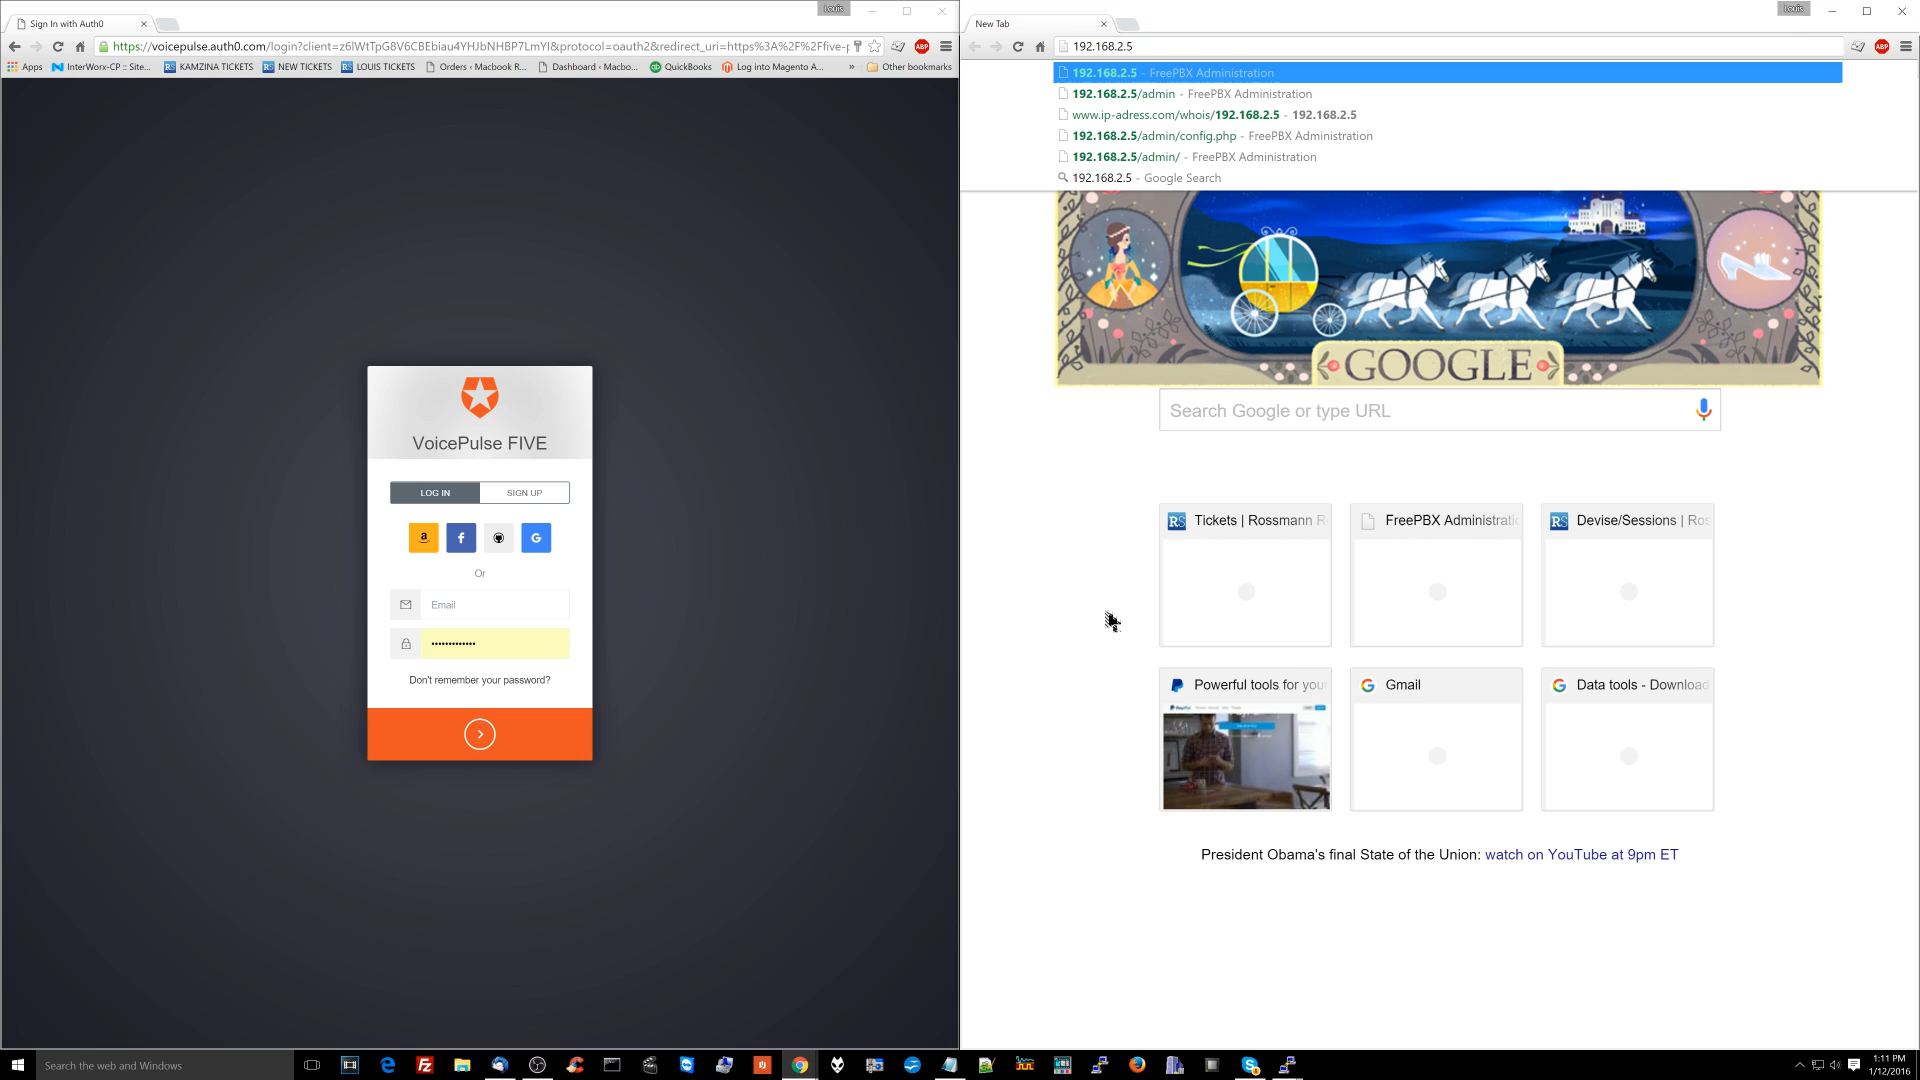 Sign In with Auth0
Louis
https://voicepulse.auth0.com/login?client=z6lWtTpG8V6CBEbiau4YHJbNHBP7LmYI&protocol=oauth2&redirect_uri=https%3A%2F%2Ffive-p
Apps
InterWorx-CP :: Site...
KAMZINA TICKETS
NEW TICKETS
LOUIS TICKETS
Orders ‹ Macbook R...
Dashboard ‹ Macbo...
QuickBooks
Log into Magento A...
»
Other bookmarks
VoicePulse FIVE
LOG IN
SIGN UP
Or
Email
Don't remember your password?
New Tab
Louis
192.168.2.5
ABP
192.168.2.5 - FreePBX Administration
192.168.2.5/admin - FreePBX Administration
www.ip-adress.com/whois/192.168.2.5 - 192.168.2.5
192.168.2.5/admin/config.php - FreePBX Administration
192.168.2.5/admin/ - FreePBX Administration
192.168.2.5 - Google Search
GOOGLE
Search Google or type URL
RS Tickets | Rossmann R
FreePBX Administrati
RS Devise/Sessions | Ros
Powerful tools for your
Gmail
Data tools - Download
President Obama's final State of the Union: watch on YouTube at 9pm ET
Search the web and Windows
1:11 PM
1/12/2016